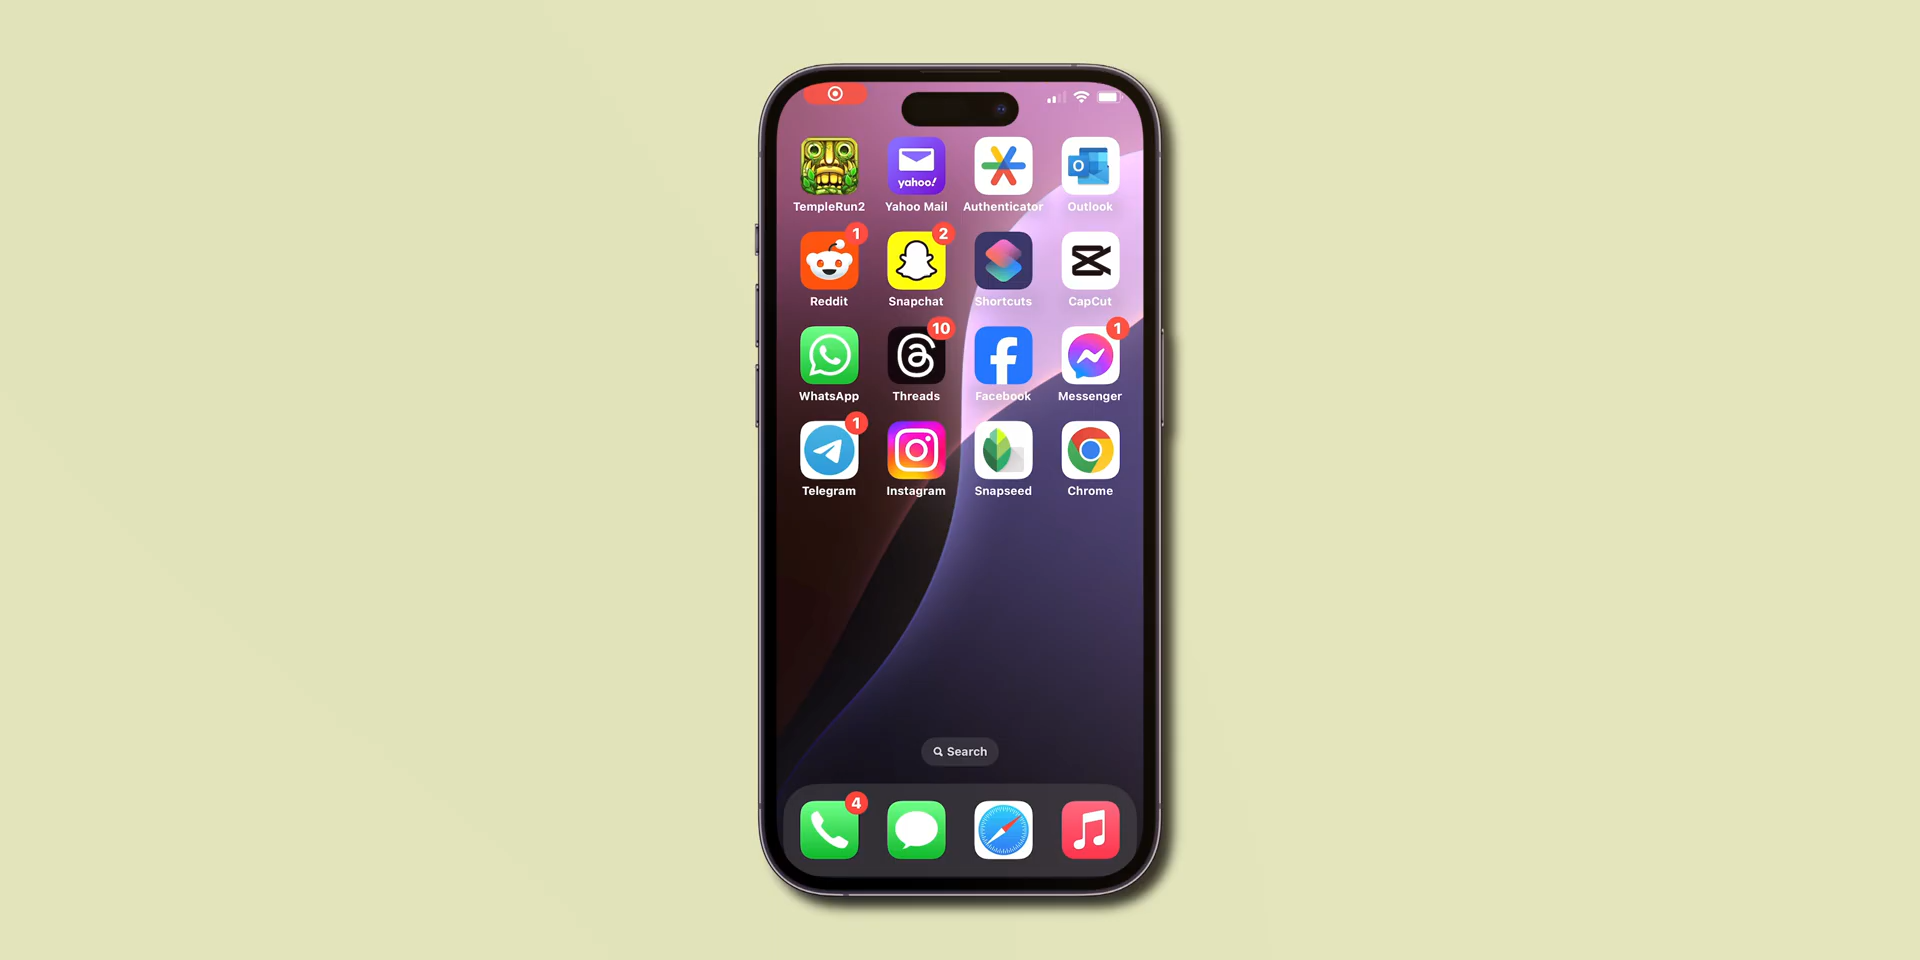 yahoo!
TempleRun2 Yahoo Mail Authenticator Outlook
1 2
Reddit Snapchat Shortcuts CapCut
10 1
WhatsApp Threads Facebook Messenger
1
Telegram Instagram Snapseed Chrome
Search
4